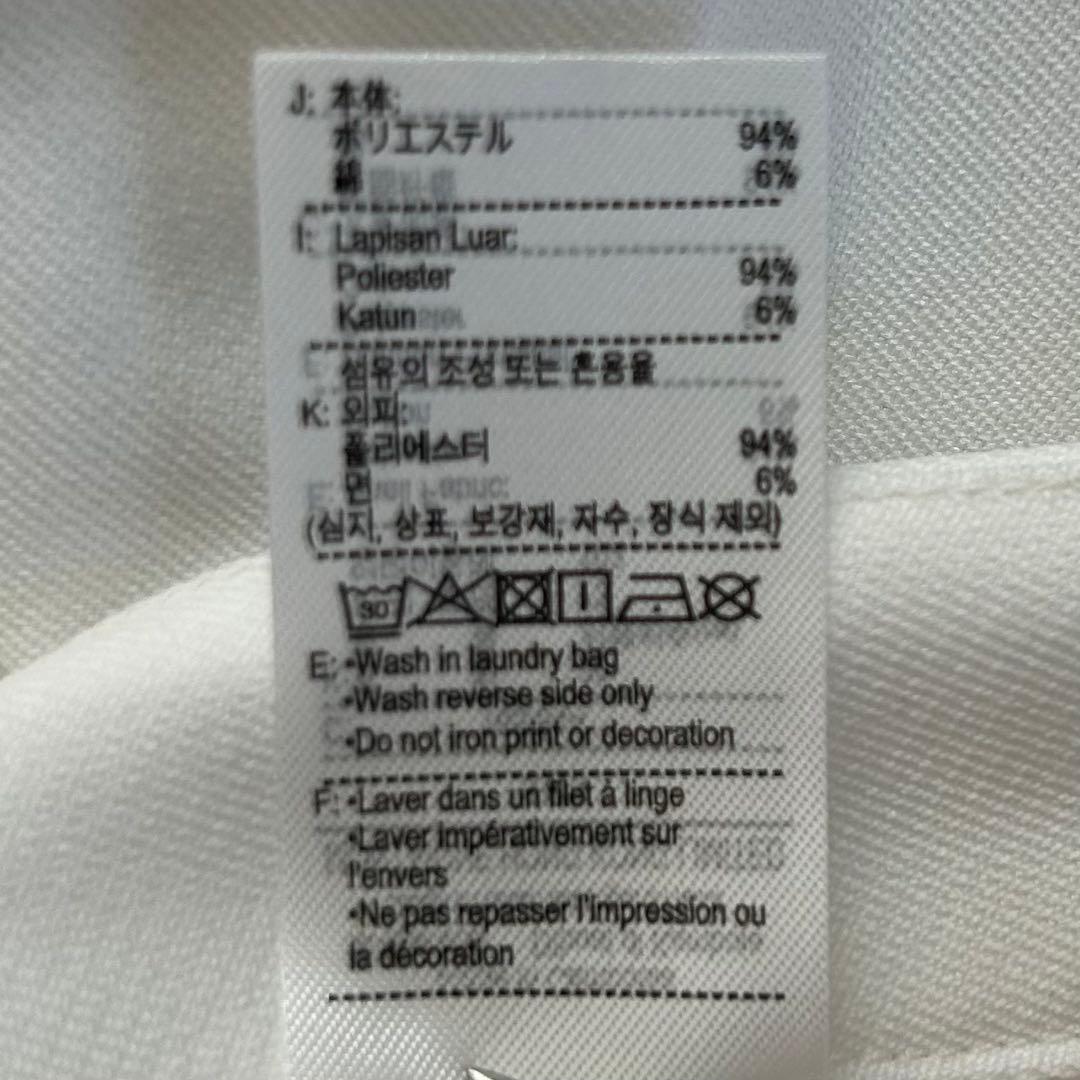 J: 本体:
ポリエステル 94%
綿 6%
I: Lapisan Luar:
Poliester 94%
Katun 6%
섬유의 조성 또는 혼용율
K: 외피:
폴리에스터 94%
면 6%
(심지, 상표, 보강재, 자수, 장식 제외)
30
E: •Wash in laundry bag
•Wash reverse side only
•Do not iron print or decoration
F: •Laver dans un filet à linge
•Laver impérativement sur
l'envers
•Ne pas repasser l'impression ou
la décoration